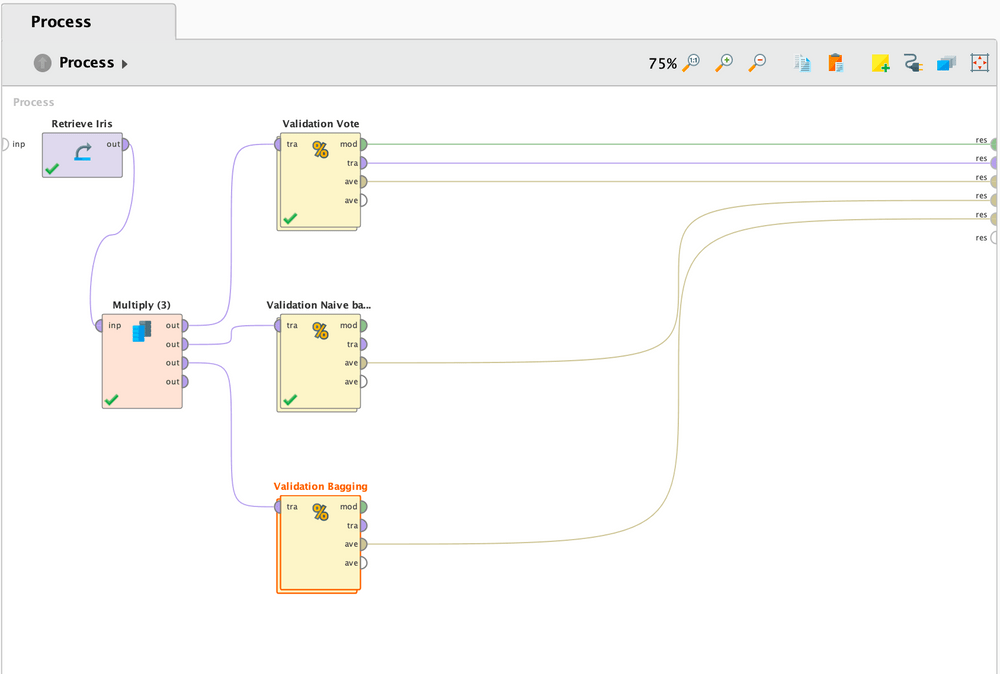 Process
Process
75%
1:1
Process
Retrieve Iris
inp
out
Validation Vote
tra
mod
tra
ave
ave
res
res
res
res
res
res
Multiply (3)
inp
out
out
out
out
Validation Naive ba...
tra
mod
tra
ave
ave
Validation Bagging
tra
mod
tra
ave
ave